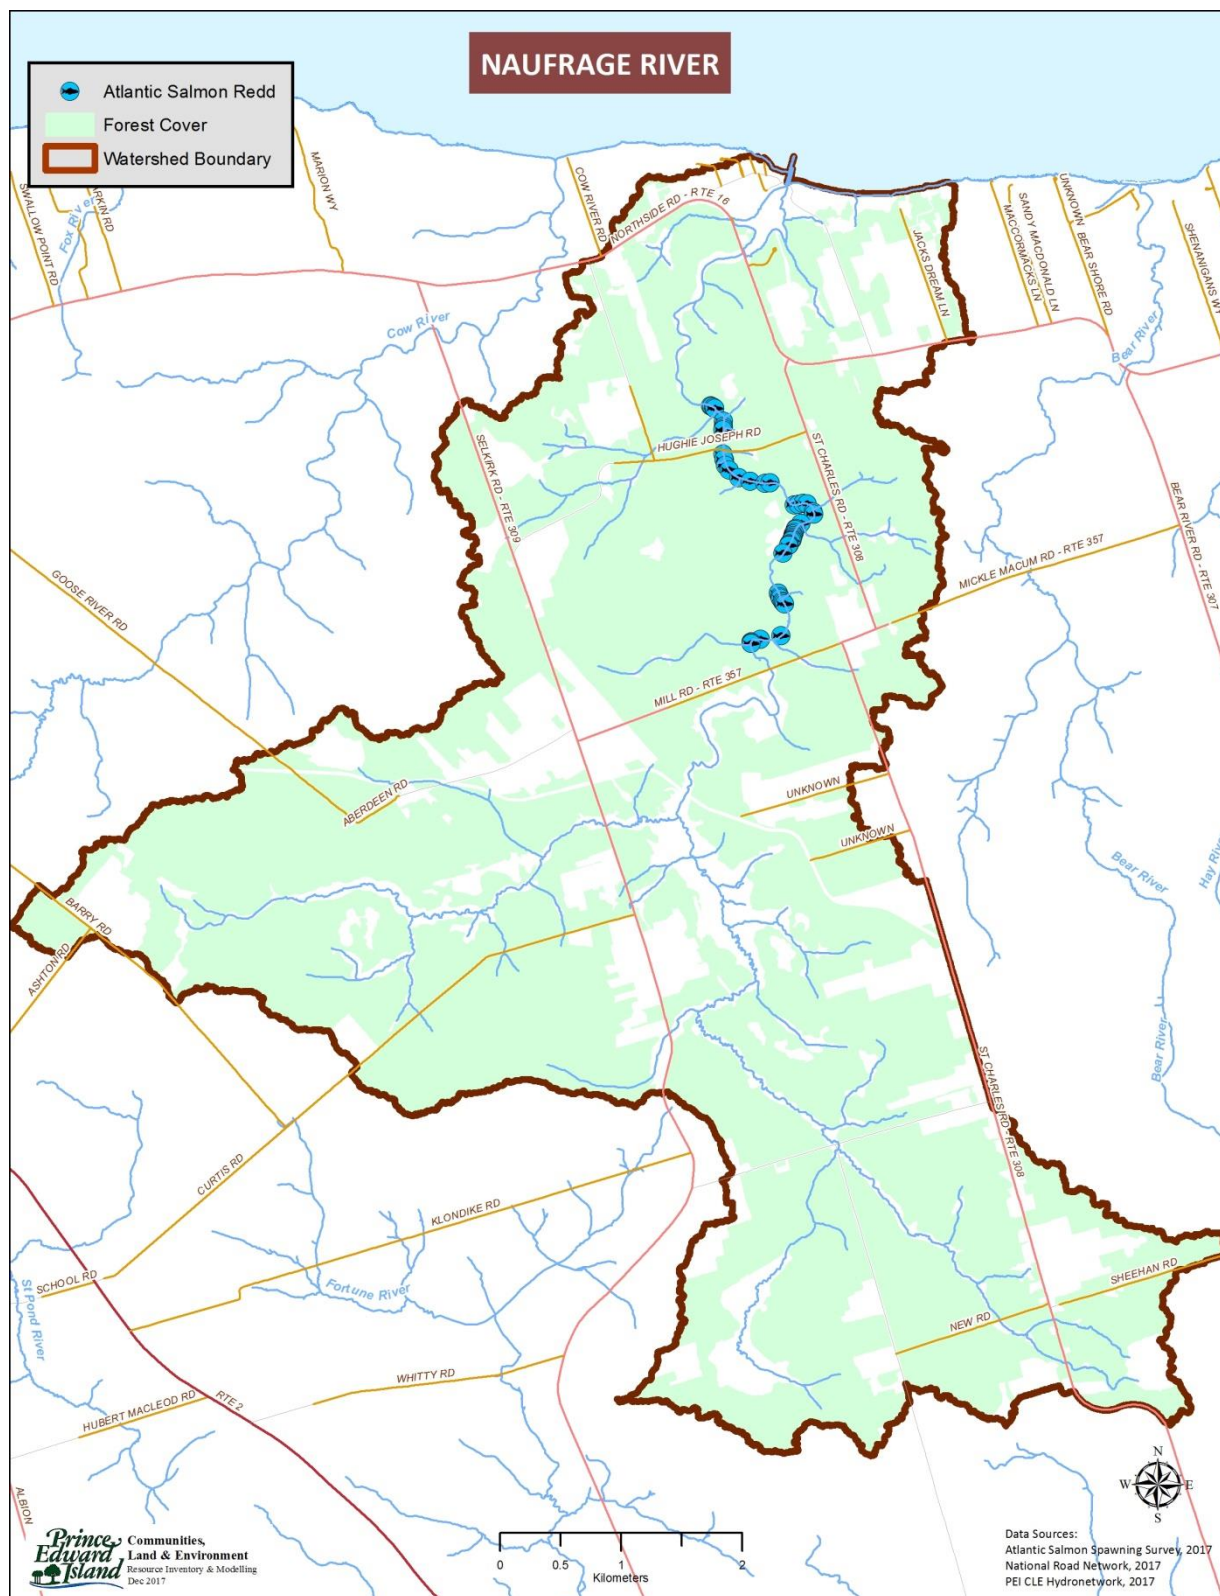 NAUFRAGE RIVER
Atlantic Salmon Redd
Forest Cover
Watershed Boundary
SWALLOW POINT RD
Fox River
MARION WY
COW RIVER RD
NORTHSIDE RD - RTE 16
JACKS DREAM LN
MACCORMACKS LN
SANDY MACDONALD LN
UNKNOWN
BEAR SHORE RD
SHENANIGANS WY
Cow River
Bear River
SELKIRK RD - RTE 309
HUGHIE JOSEPH RD
ST CHARLES RD - RTE 308
BEAR RIVER RD - RTE 307
MICKLE MACUM RD - RTE 357
GOOSE RIVER RD
MILL RD - RTE 357
ABERDEEN RD
UNKNOWN
UNKNOWN
Bear River
BARRY RD
ASHTON RD
Bear River
ST CHARLES RD - RTE 308
CURTIS RD
KLONDIKE RD
SCHOOL RD
St Pond River
Fortune River
SHEEHAN RD
NEW RD
WHITTY RD
HUBERT MACLEOD RD
RTE 2
ALBION
N
W E
S
Prince
Edward
Island
Communities,
Land & Environment
Resource Inventory & Modelling
Dec 2017
0 0.5 1 2
Kilometers
Data Sources:
Atlantic Salmon Spawning Survey, 2017
National Road Network, 2017
PEI CLE Hydronetwork, 2017